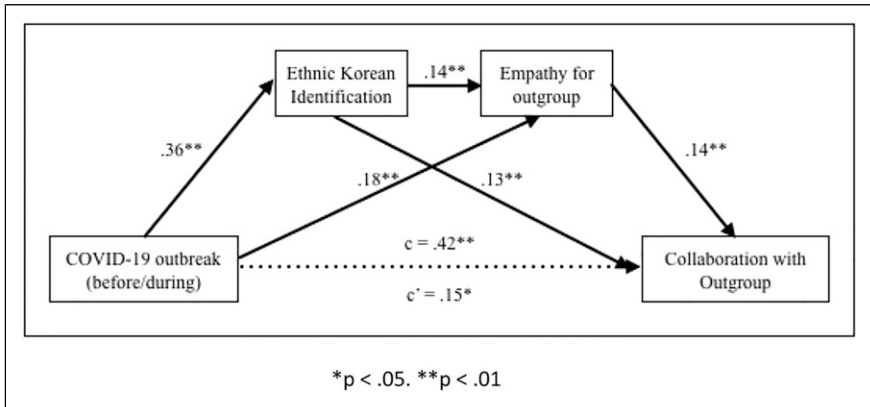 Ethnic Korean
Identification
.14**
Empathy for
outgroup
.36**
.18**
.13**
.14**
COVID-19 outbreak
(before/during)
c = .42**
c’ = .15*
Collaboration with
Outgroup
*p < .05. **p < .01